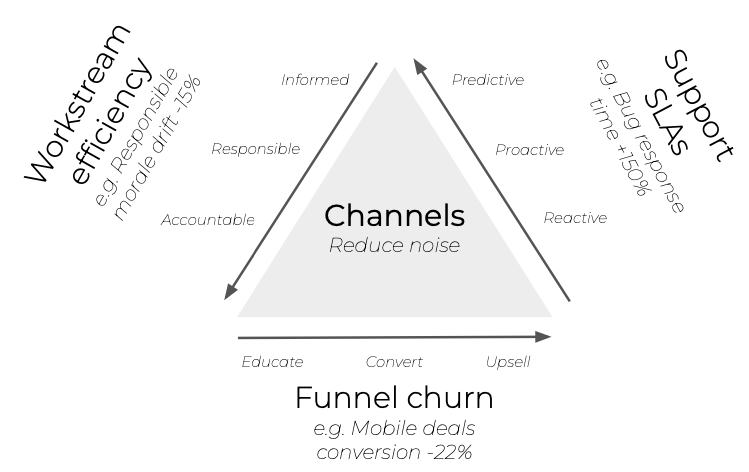 Workstream
efficiency
e.g. Responsible
morale drift -15%
Informed
Responsible
Accountable
Predictive
Proactive
Reactive
Support
SLAs
e.g. Bug response
time +150%
Channels
Reduce noise
Educate Convert Upsell
Funnel churn
e.g. Mobile deals
conversion -22%